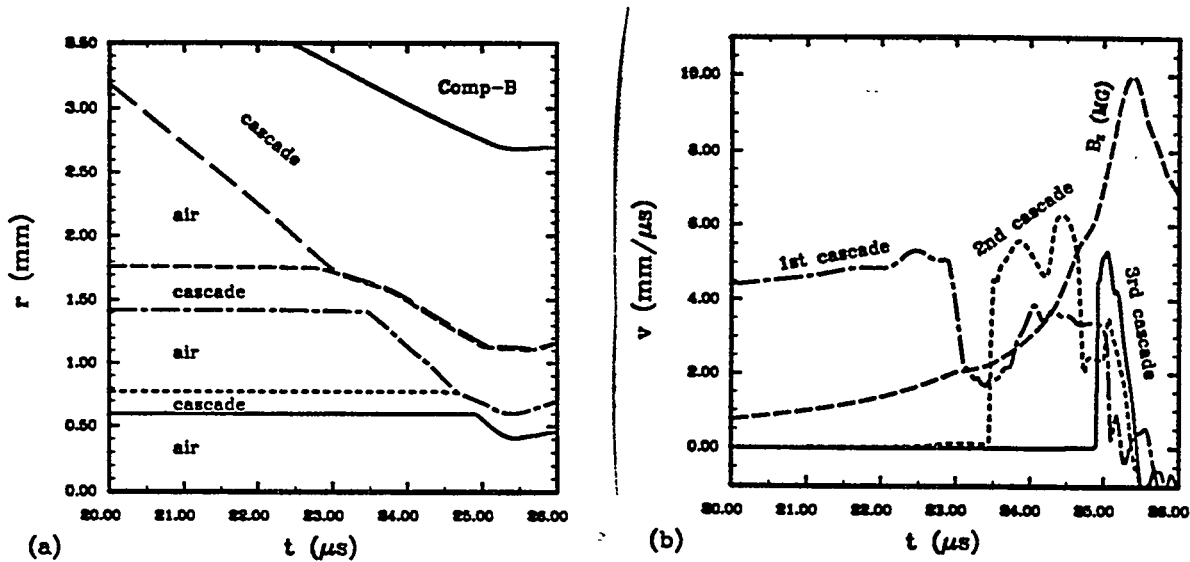 3.50
3.00
2.50
2.00
1.50
1.00
0.50
0.00
r (mm)
Comp-B
cascade
air
cascade
air
cascade
air
20.00 21.00 22.00 23.00 24.00 25.00 26.00
(a) t (μs)
10.00
8.00
6.00
4.00
2.00
0.00
v (mm/μs)
B_z (MG)
1st cascade
2nd cascade
3rd cascade
20.00 21.00 22.00 23.00 24.00 25.00 26.00
(b) t (μs)